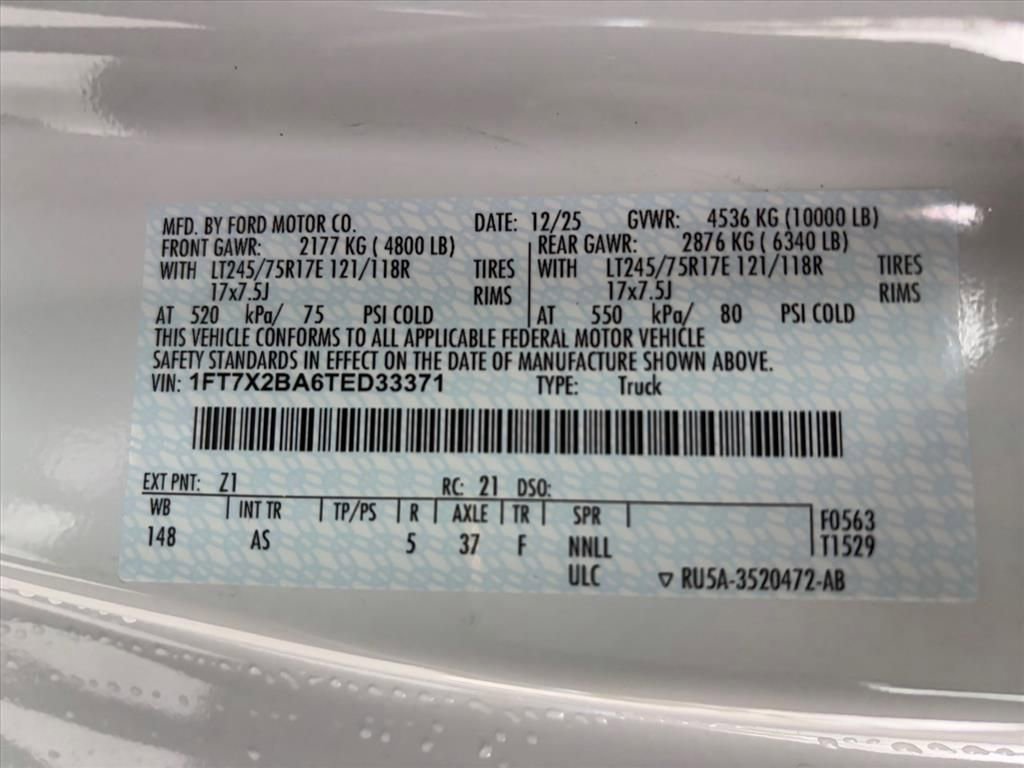 MFD. BY FORD MOTOR CO. DATE: 12/25 GVWR: 4536 KG (10000 LB)
FRONT GAWR: 2177 KG ( 4800 LB) REAR GAWR: 2876 KG ( 6340 LB)
WITH LT245/75R17E 121/118R TIRES WITH LT245/75R17E 121/118R TIRES
17x7.5J RIMS 17x7.5J RIMS
AT 520 kPa/ 75 PSI COLD AT 550 kPa/ 80 PSI COLD
THIS VEHICLE CONFORMS TO ALL APPLICABLE FEDERAL MOTOR VEHICLE
SAFETY STANDARDS IN EFFECT ON THE DATE OF MANUFACTURE SHOWN ABOVE.
VIN: 1FT7X2BA6TED33371 TYPE: Truck
EXT PNT: Z1 RC: 21 DSO:
WB INT TR TP/PS R AXLE TR SPR F0563
148 AS 5 37 F NNLL T1529
ULC ▽ RU5A-3520472-AB